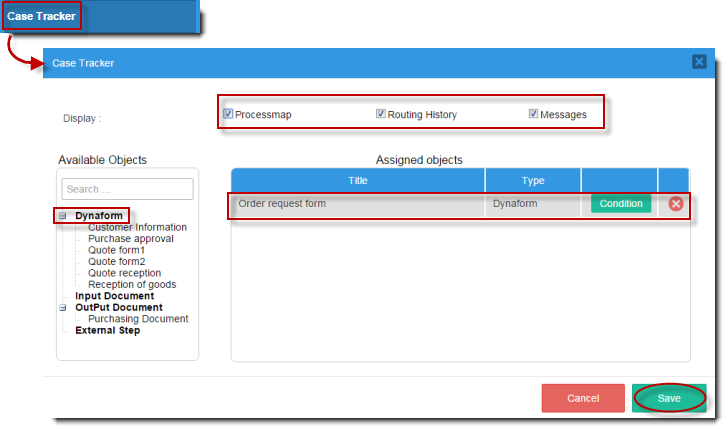 Case Tracker
Case Tracker
Display :
Processmap
Routing History
Messages
Available Objects
Assigned objects
Search ...
Title
Type
Order request form
Dynaform
Condition
Dynaform
Customer Information
Purchase approval
Quote form1
Quote form2
Quote reception
Reception of goods
Input Document
OutPut Document
Purchasing Document
External Step
Cancel
Save